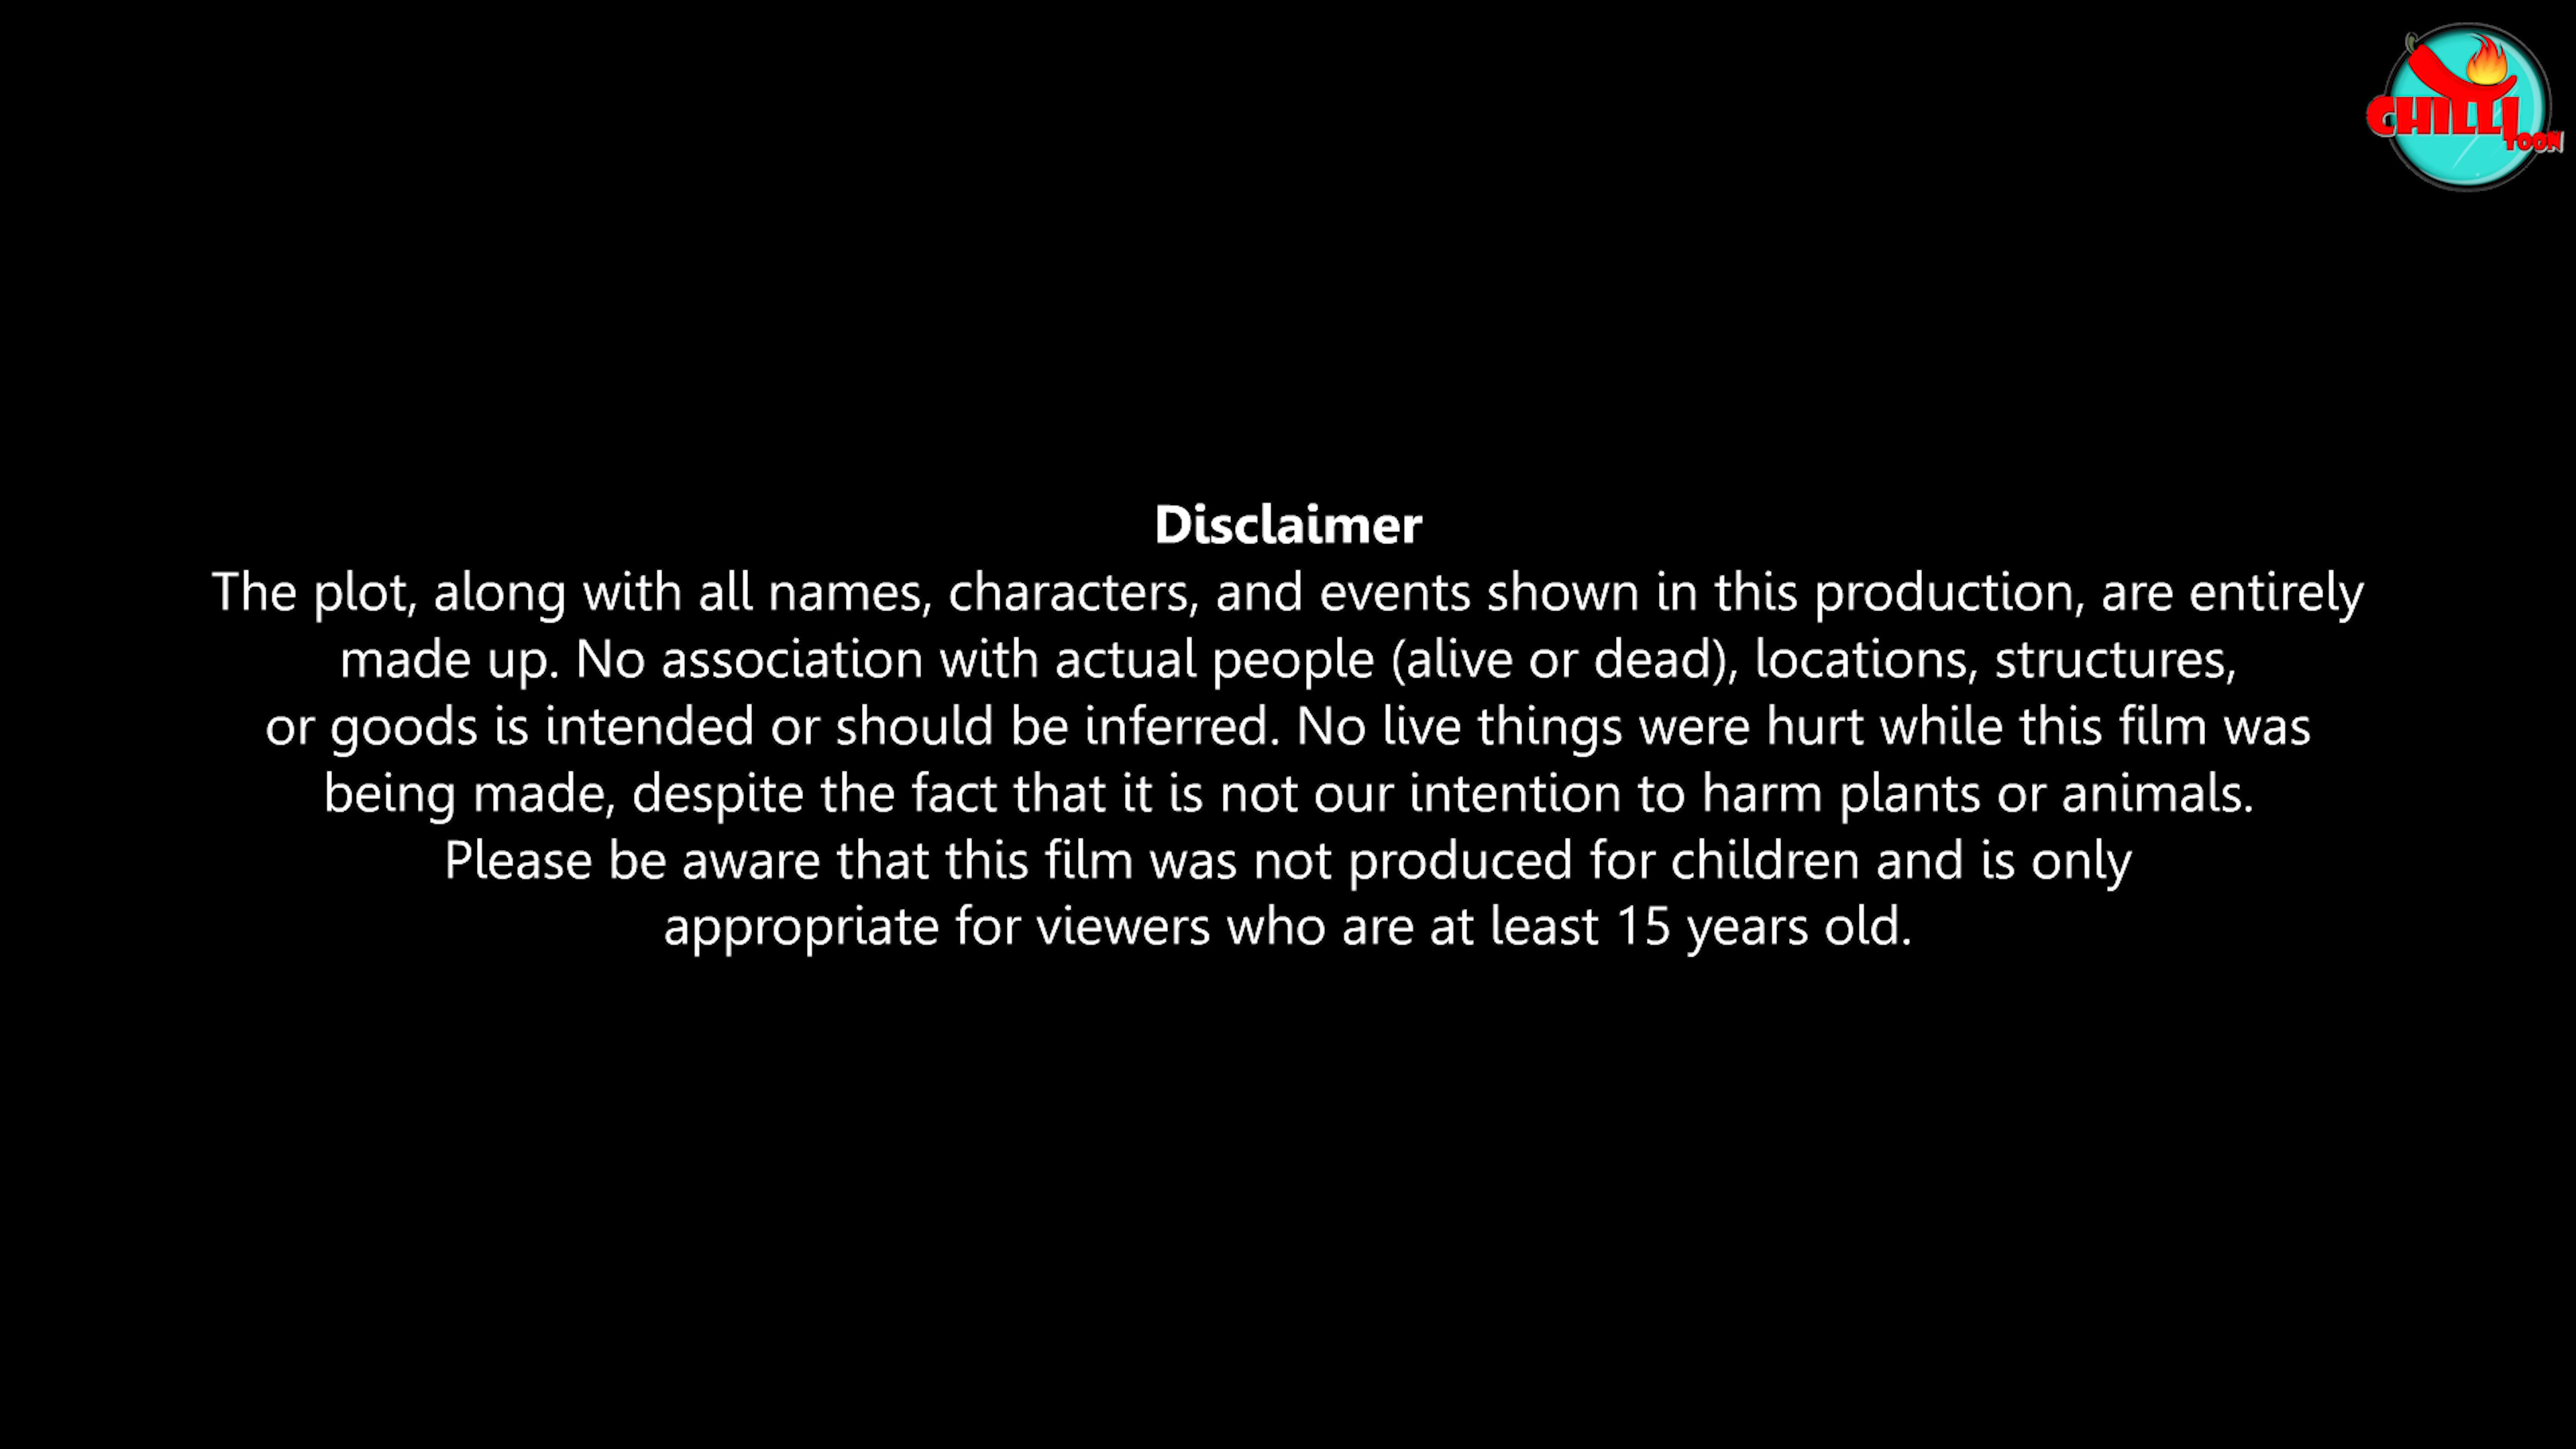 CHILLI
TOON
Disclaimer
The plot, along with all names, characters, and events shown in this production, are entirely
made up. No association with actual people (alive or dead), locations, structures,
or goods is intended or should be inferred. No live things were hurt while this film was
being made, despite the fact that it is not our intention to harm plants or animals.
Please be aware that this film was not produced for children and is only
appropriate for viewers who are at least 15 years old.